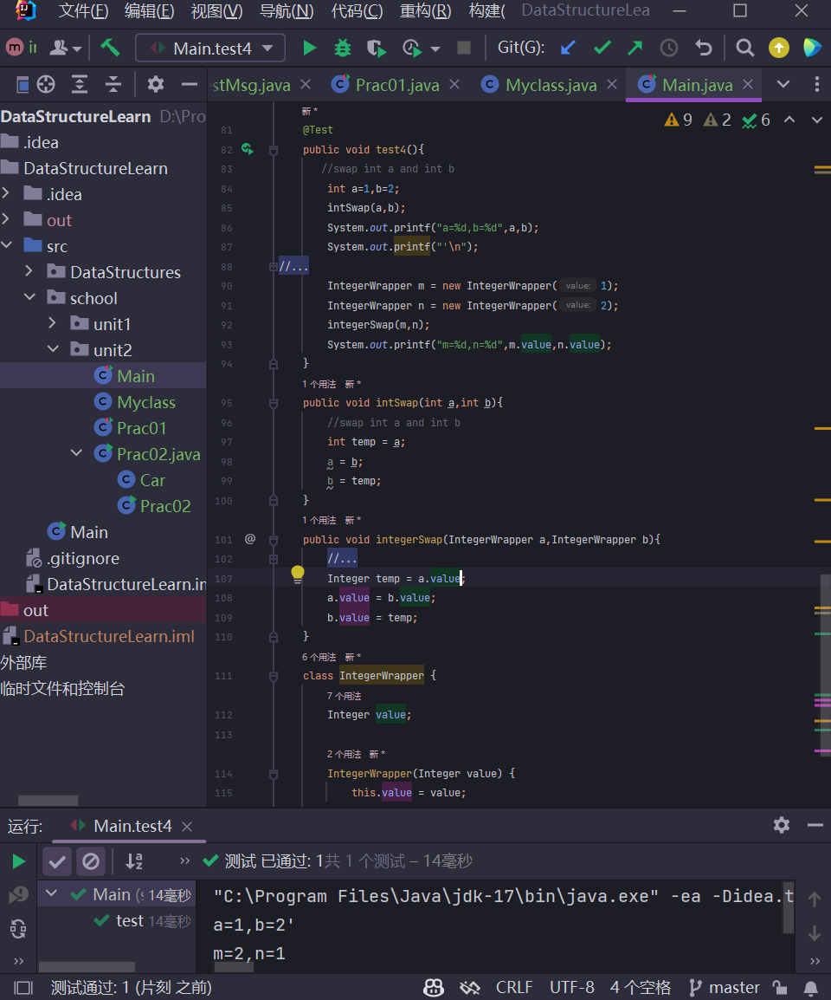 文件(F) 编辑(E) 视图(V) 导航(N) 代码(C) 重构(R) 构建( DataStructureLea
Main.test4 Git(G):
stMsg.java Prac01.java Myclass.java Main.java
DataStructureLearn D:\Pro
.idea
DataStructureLearn
.idea
out
src
DataStructures
school
unit1
unit2
Main
Myclass
Prac01
Prac02.java
Car
Prac02
Main
.gitignore
DataStructureLearn.in
out
DataStructureLearn.iml
外部库
临时文件和控制台
9 2 6
新 *
81 @Test
82 public void test4(){
83 //swap int a and int b
84 int a=1,b=2;
85 intSwap(a,b);
86 System.out.printf("a=%d,b=%d",a,b);
87 System.out.printf("'\n");
88 //...
90 IntegerWrapper m = new IntegerWrapper( value: 1);
91 IntegerWrapper n = new IntegerWrapper( value: 2);
92 integerSwap(m,n);
93 System.out.printf("m=%d,n=%d",m.value,n.value);
94 }
1 个用法 新 *
95 public void intSwap(int a,int b){
96 //swap int a and int b
97 int temp = a;
98 a = b;
99 b = temp;
100 }
1 个用法 新 *
101 @ public void integerSwap(IntegerWrapper a,IntegerWrapper b){
102 //...
107 Integer temp = a.value;
108 a.value = b.value;
109 b.value = temp;
110 }
6 个用法 新 *
111 class IntegerWrapper {
7 个用法
112 Integer value;
113
2 个用法 新 *
114 IntegerWrapper(Integer value) {
115 this.value = value;
运行: Main.test4
测试 已通过: 1共 1 个测试 – 14毫秒
Main 14毫秒
test 14毫秒
"C:\Program Files\Java\jdk-17\bin\java.exe" -ea -Didea.t
a=1,b=2'
m=2,n=1
测试通过: 1 (片刻 之前) CRLF UTF-8 4 个空格 master